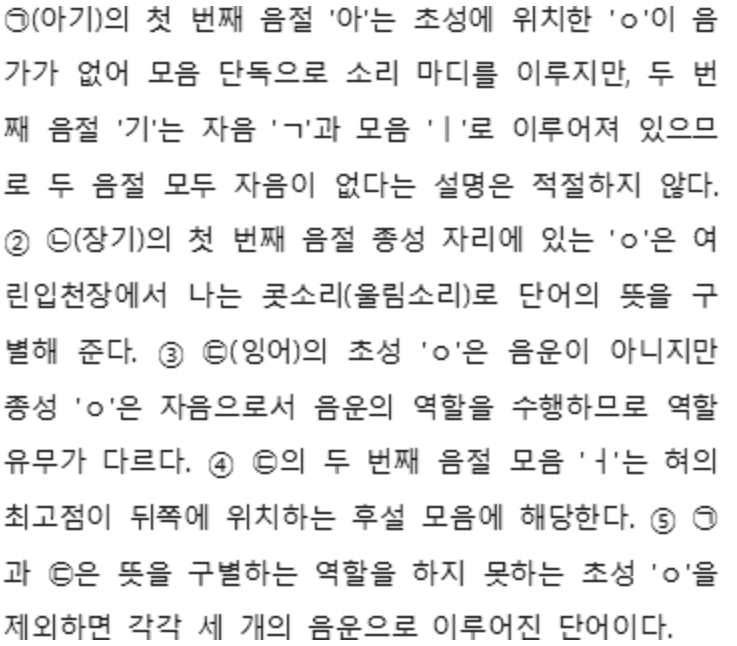 ㉠(아기)의 첫 번째 음절 '아'는 초성에 위치한 'ㅇ'이 음
가가 없어 모음 단독으로 소리 마디를 이루지만, 두 번
째 음절 '기'는 자음 'ㄱ'과 모음 'ㅣ'로 이루어져 있으므
로 두 음절 모두 자음이 없다는 설명은 적절하지 않다.
② ㉡(장기)의 첫 번째 음절 종성 자리에 있는 'ㅇ'은 여
린입천장에서 나는 콧소리(울림소리)로 단어의 뜻을 구
별해 준다. ③ ㉢(잉어)의 초성 'ㅇ'은 음운이 아니지만
종성 'ㅇ'은 자음으로서 음운의 역할을 수행하므로 역할
유무가 다르다. ④ ㉢의 두 번째 음절 모음 'ㅓ'는 혀의
최고점이 뒤쪽에 위치하는 후설 모음에 해당한다. ⑤ ㉠
과 ㉢은 뜻을 구별하는 역할을 하지 못하는 초성 'ㅇ'을
제외하면 각각 세 개의 음운으로 이루어진 단어이다.